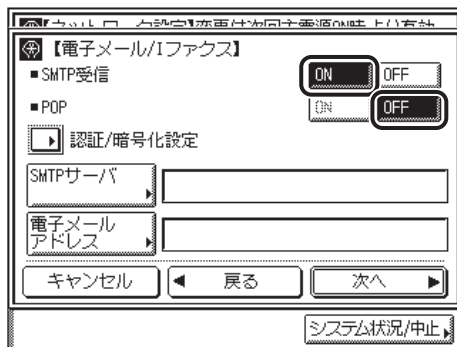 【ネットワーク設定】変更は次回主電源ON時より有効
【電子メール/Iファクス】
■SMTP受信 ON OFF
■POP ON OFF
認証/暗号化設定
SMTPサーバ
電子メール
アドレス
キャンセル ◀ 戻る 次へ ▶
システム状況/中止